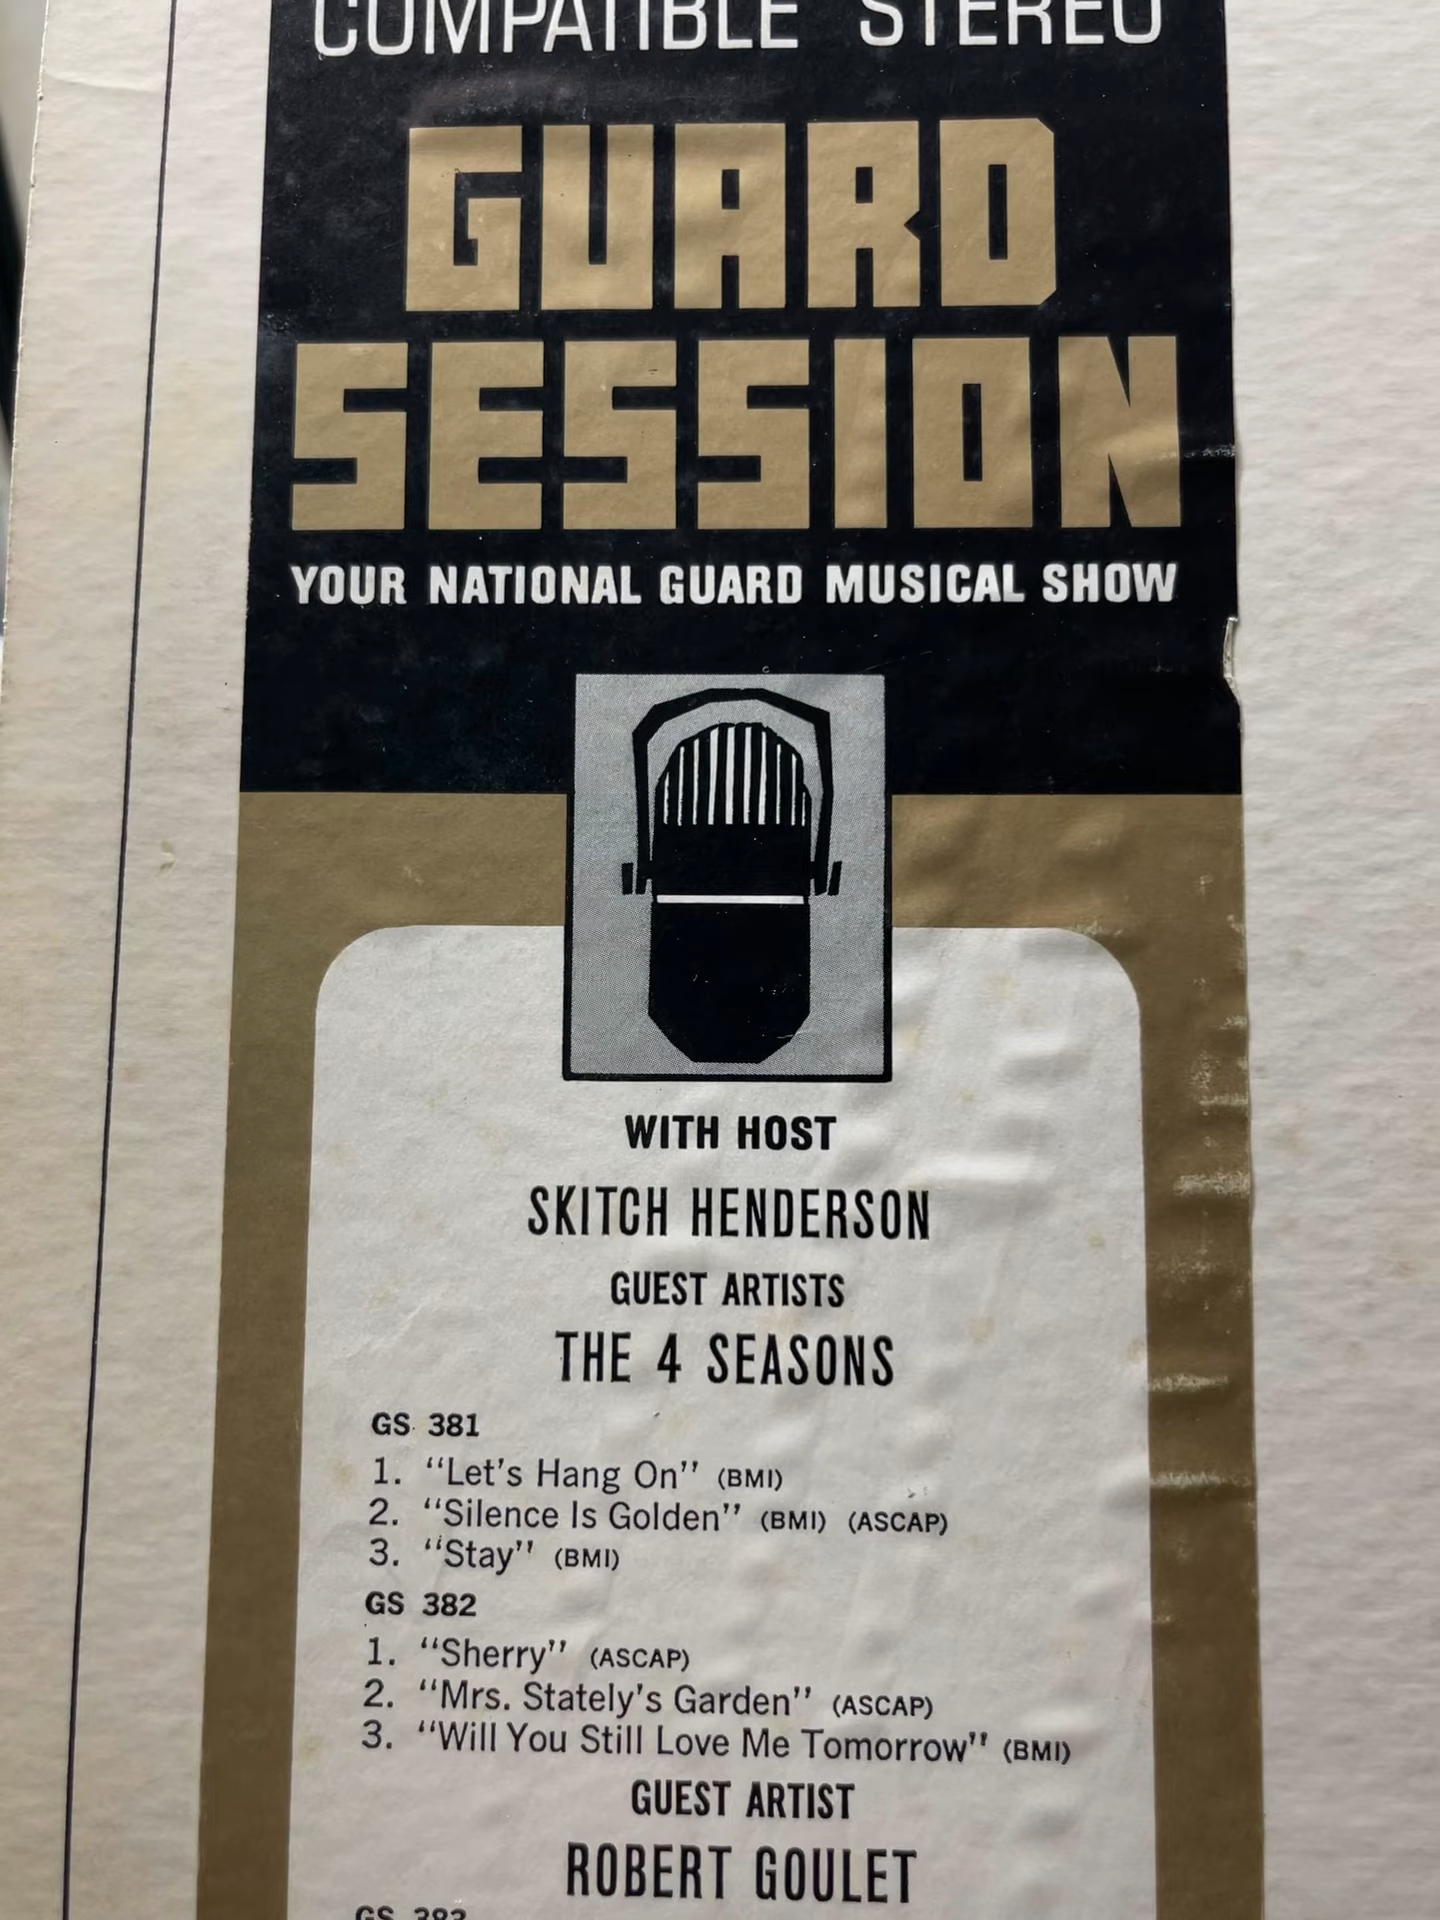 COMPATIBLE STEREO
GUARD
SESSION
YOUR NATIONAL GUARD MUSICAL SHOW
WITH HOST
SKITCH HENDERSON
GUEST ARTISTS
THE 4 SEASONS
GS 381
1. “Let’s Hang On” (BMI)
2. “Silence Is Golden” (BMI) (ASCAP)
3. “Stay” (BMI)
GS 382
1. “Sherry” (ASCAP)
2. “Mrs. Stately’s Garden” (ASCAP)
3. “Will You Still Love Me Tomorrow” (BMI)
GUEST ARTIST
ROBERT GOULET
GS 383